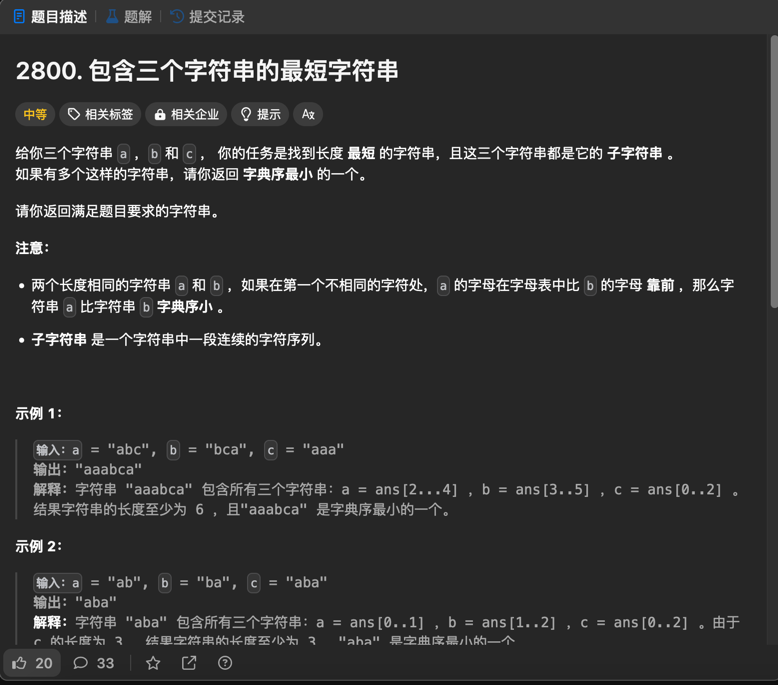 题目描述 题解 提交记录
2800. 包含三个字符串的最短字符串
中等 相关标签 相关企业 提示
给你三个字符串 a ， b 和 c ， 你的任务是找到长度 最短 的字符串，且这三个字符串都是它的 子字符串 。
如果有多个这样的字符串，请你返回 字典序最小 的一个。
请你返回满足题目要求的字符串。
注意：
• 两个长度相同的字符串 a 和 b ，如果在第一个不相同的字符处， a 的字母在字母表中比 b 的字母 靠前 ，那么字
符串 a 比字符串 b 字典序小 。
• 子字符串 是一个字符串中一段连续的字符序列。
示例 1：
输入：a = "abc", b = "bca", c = "aaa"
输出："aaabca"
解释：字符串 "aaabca" 包含所有三个字符串：a = ans[2...4] ，b = ans[3..5] ，c = ans[0..2] 。
结果字符串的长度至少为 6 ，且"aaabca" 是字典序最小的一个。
示例 2：
输入：a = "ab", b = "ba", c = "aba"
输出："aba"
解释：字符串 "aba" 包含所有三个字符串：a = ans[0..1] ，b = ans[1..2] ，c = ans[0..2] 。由于
c 的长度为 3 ，结果字符串的长度至少为 3 ，"aba" 是字典序最小的一个
20 33